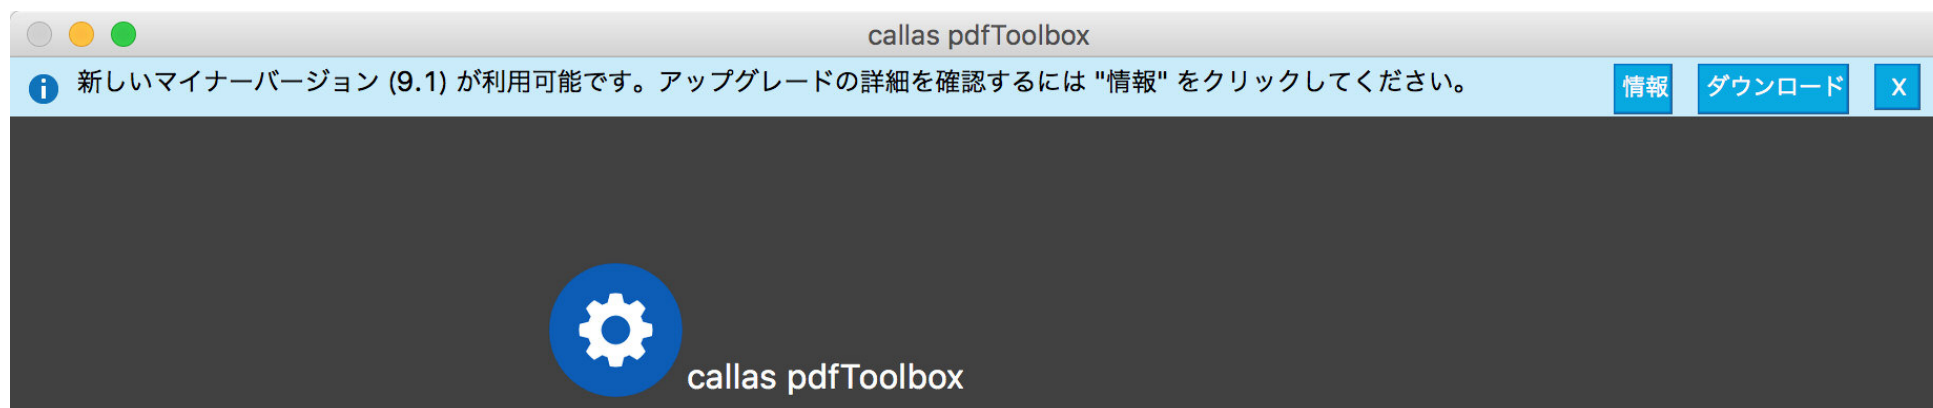 callas pdfToolbox
新しいマイナーバージョン (9.1) が利用可能です。アップグレードの詳細を確認するには "情報" をクリックしてください。 情報 ダウンロード X
callas pdfToolbox